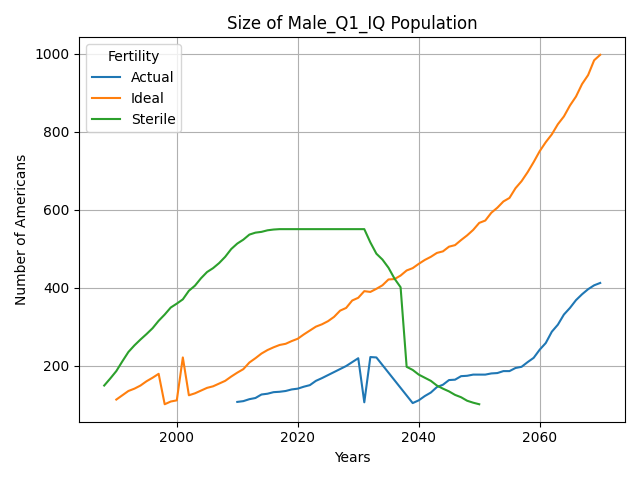 Size of Male_Q1_IQ Population
Fertility
Actual
Ideal
Sterile
1000
800
600
400
200
Number of Americans
2000
2020
2040
2060
Years